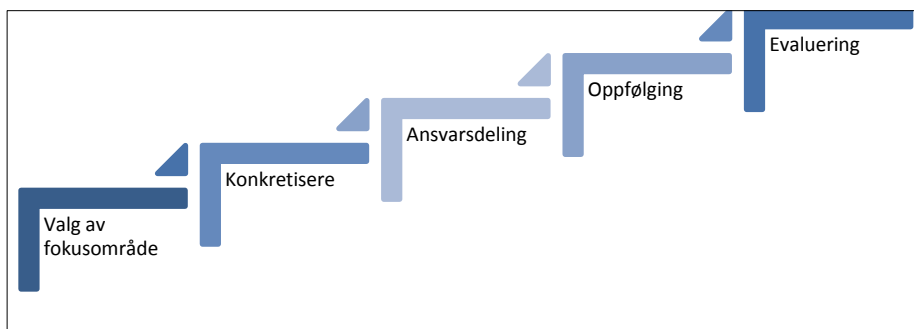 Valg av
fokusområde
Konkretisere
Ansvarsdeling
Oppfølging
Evaluering